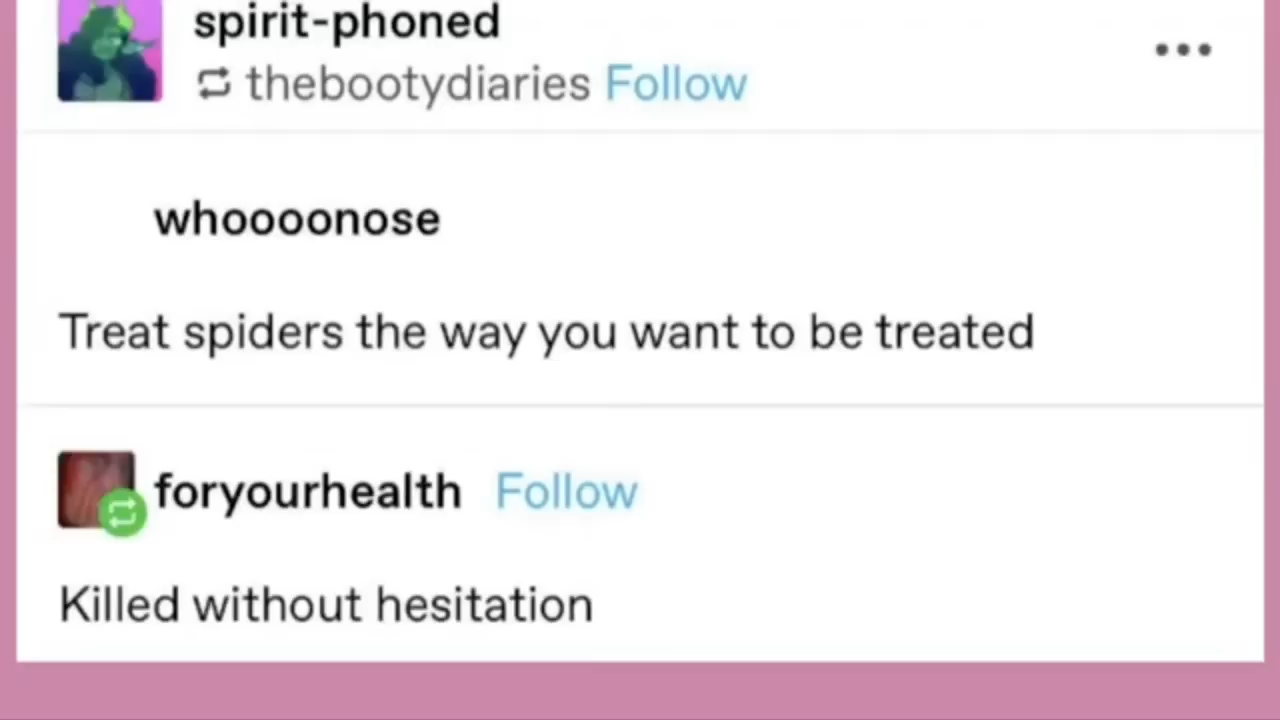 spirit-phoned
thebootydiaries Follow
whoooonose
Treat spiders the way you want to be treated
foryourhealth Follow
Killed without hesitation